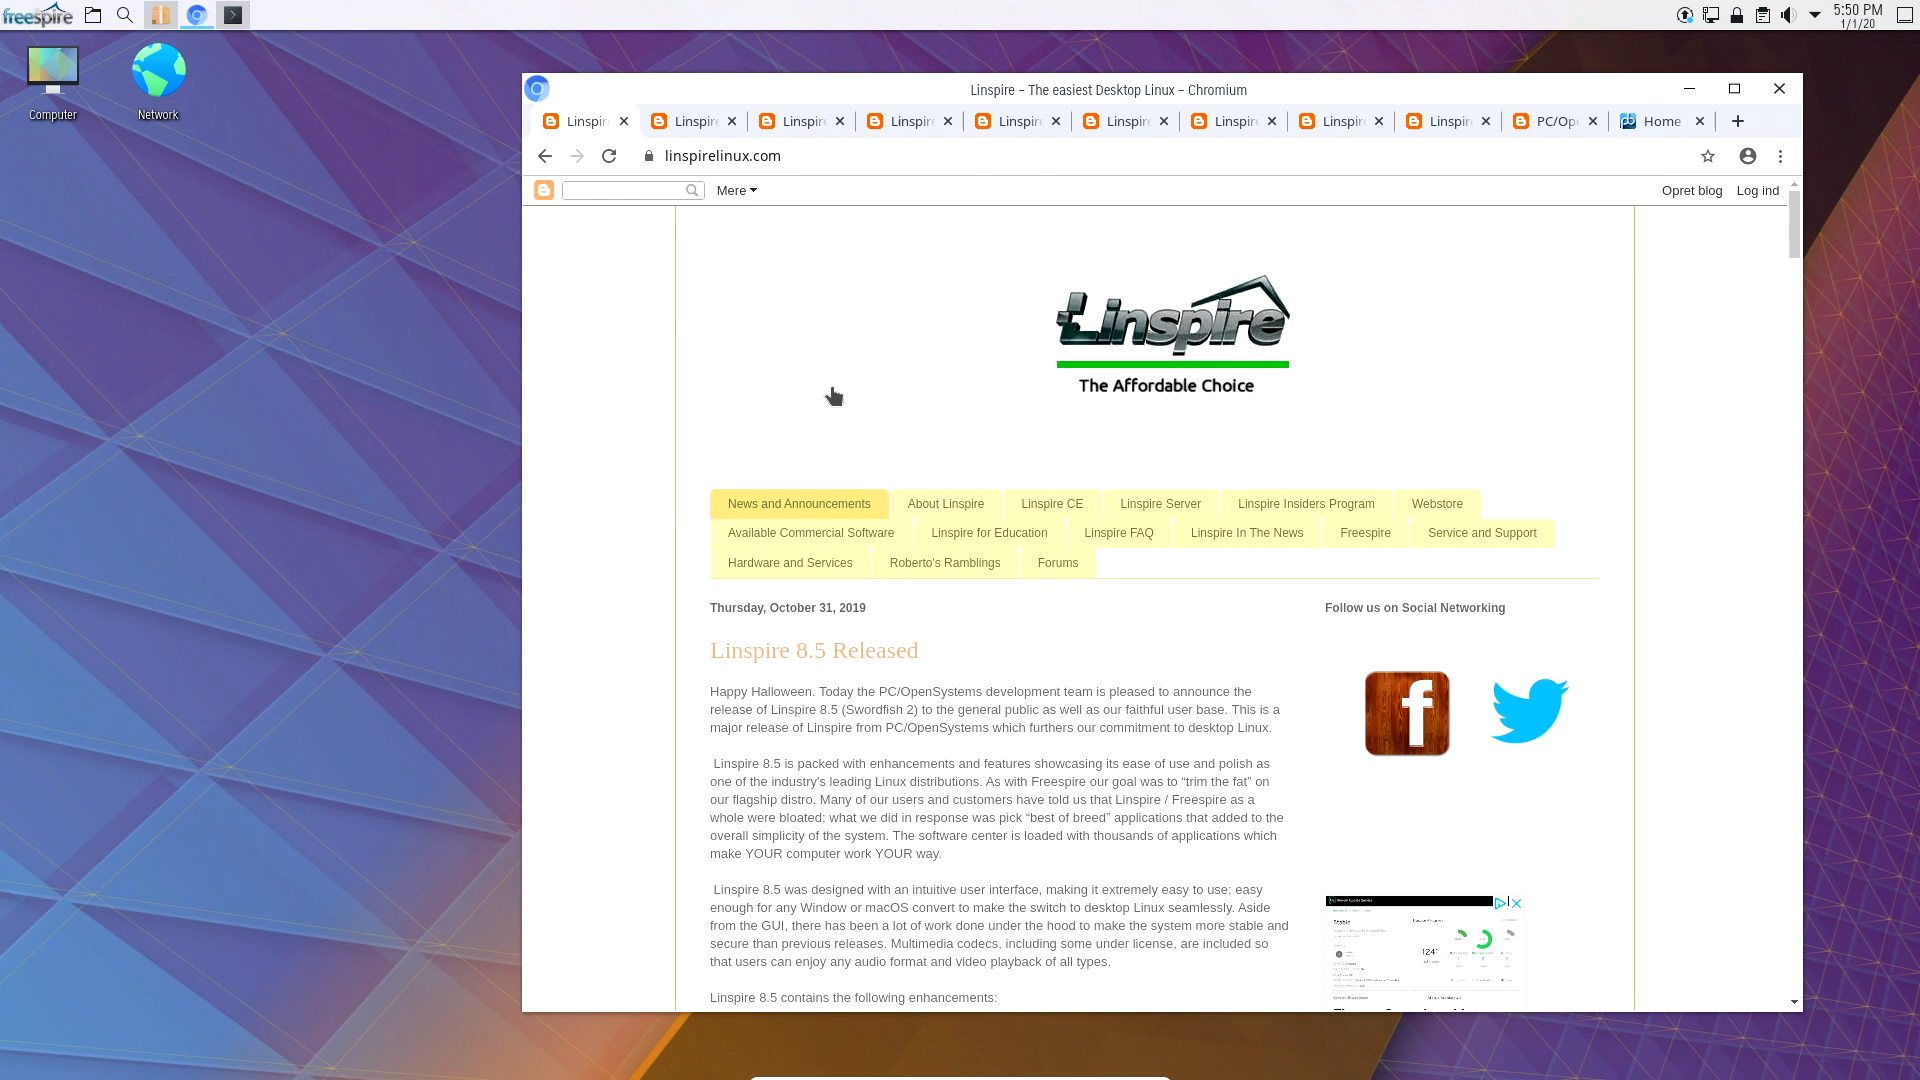 freespire
5:50 PM
1/1/20
Computer
Network
Linspire – The easiest Desktop Linux – Chromium
Linspir Linspire Linspire Linspire Linspire Linspire Linspire Linspire Linspire PC/Op Home
linspirelinux.com
Mere
Opret blog Log ind
Linspire
The Affordable Choice
News and Announcements About Linspire Linspire CE Linspire Server Linspire Insiders Program Webstore
Available Commercial Software Linspire for Education Linspire FAQ Linspire In The News Freespire Service and Support
Hardware and Services Roberto's Ramblings Forums
Thursday, October 31, 2019
Follow us on Social Networking
Linspire 8.5 Released
Happy Halloween. Today the PC/OpenSystems development team is pleased to announce the
release of Linspire 8.5 (Swordfish 2) to the general public as well as our faithful user base. This is a
major release of Linspire from PC/OpenSystems which furthers our commitment to desktop Linux.
Linspire 8.5 is packed with enhancements and features showcasing its ease of use and polish as
one of the industry's leading Linux distributions. As with Freespire our goal was to “trim the fat” on
our flagship distro. Many of our users and customers have told us that Linspire / Freespire as a
whole were bloated; what we did in response was pick “best of breed” applications that added to the
overall simplicity of the system. The software center is loaded with thousands of applications which
make YOUR computer work YOUR way.
Linspire 8.5 was designed with an intuitive user interface, making it extremely easy to use; easy
enough for any Window or macOS convert to make the switch to desktop Linux seamlessly. Aside
from the GUI, there has been a lot of work done under the hood to make the system more stable and
secure than previous releases. Multimedia codecs, including some under license, are included so
that users can enjoy any audio format and video playback of all types.
Linspire 8.5 contains the following enhancements:
Stable
1241